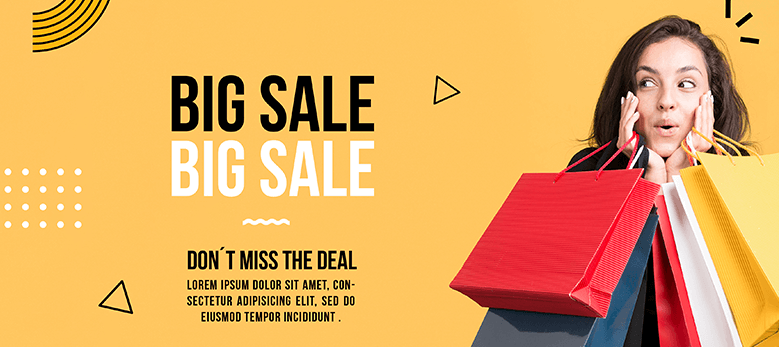 BIG SALE
BIG SALE
DON´T MISS THE DEAL
LOREM IPSUM DOLOR SIT AMET, CON-
SECTETUR ADIPISICING ELIT, SED DO
EIUSMOD TEMPOR INCIDIDUNT .